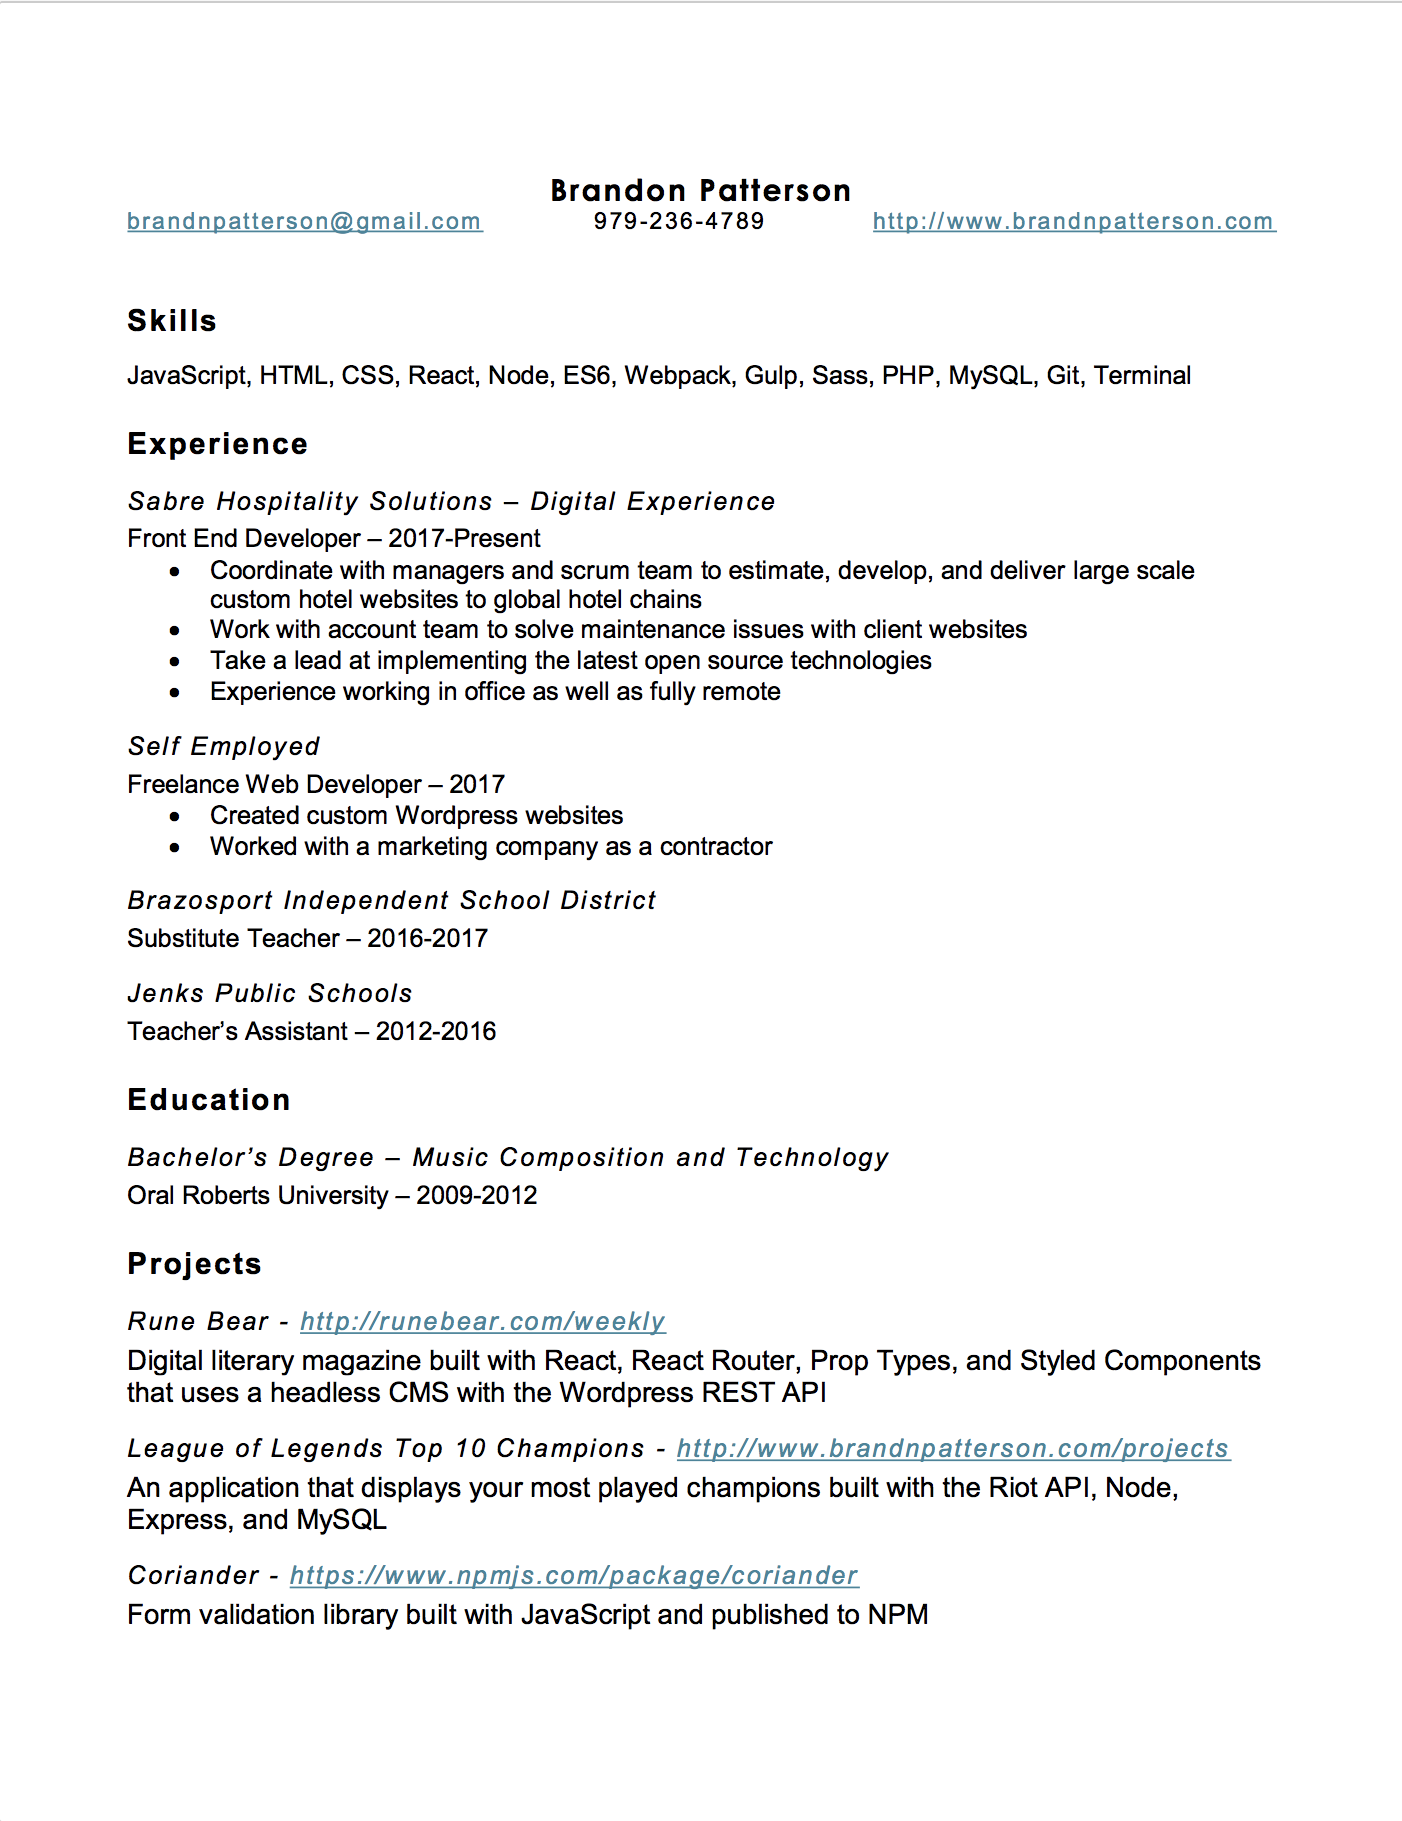 Brandon Patterson
brandnpatterson@gmail.com 979-236-4789 http://www.brandnpatterson.com
Skills
JavaScript, HTML, CSS, React, Node, ES6, Webpack, Gulp, Sass, PHP, MySQL, Git, Terminal
Experience
Sabre Hospitality Solutions – Digital Experience
Front End Developer – 2017-Present
• Coordinate with managers and scrum team to estimate, develop, and deliver large scale
custom hotel websites to global hotel chains
• Work with account team to solve maintenance issues with client websites
• Take a lead at implementing the latest open source technologies
• Experience working in office as well as fully remote
Self Employed
Freelance Web Developer – 2017
• Created custom Wordpress websites
• Worked with a marketing company as a contractor
Brazosport Independent School District
Substitute Teacher – 2016-2017
Jenks Public Schools
Teacher’s Assistant – 2012-2016
Education
Bachelor’s Degree – Music Composition and Technology
Oral Roberts University – 2009-2012
Projects
Rune Bear - http://runebear.com/weekly
Digital literary magazine built with React, React Router, Prop Types, and Styled Components
that uses a headless CMS with the Wordpress REST API
League of Legends Top 10 Champions - http://www.brandnpatterson.com/projects
An application that displays your most played champions built with the Riot API, Node,
Express, and MySQL
Coriander - https://www.npmjs.com/package/coriander
Form validation library built with JavaScript and published to NPM